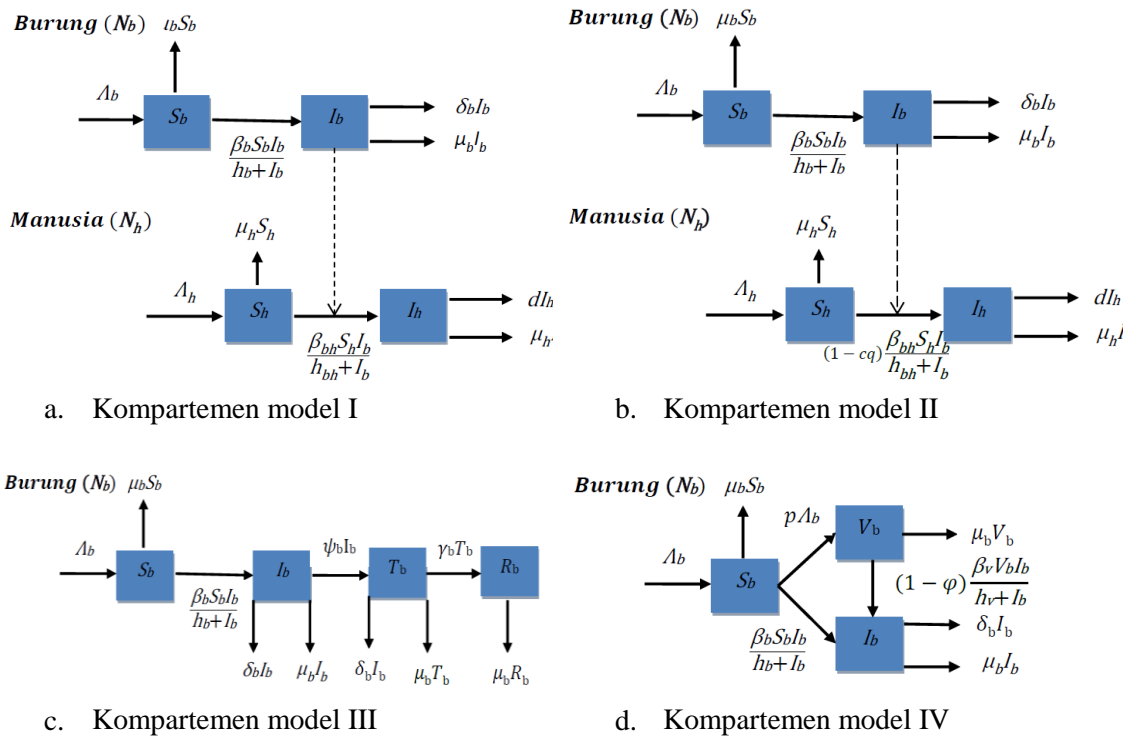 Burung (Nb) ιbSb
Λb
Sb
Ib
δbIb
μbIb
βbSbIb
hb + Ib
Manusia (Nh)
μhSh
Λh
Sh
Ih
dIh
μh
βbhShIb
hbh + Ib
a. Kompartemen model I
Burung (Nb) μbSb
Λb
Sb
Ib
δbIb
μbIb
βbSbIb
hb + Ib
Manusia (Nh)
μhSh
Λh
Sh
Ih
dIh
μhI
(1 − cq) βbhShIb
hbh + Ib
b. Kompartemen model II
Burung (Nb) μbSb
Λb
Sb
Ib
ψbIb
Tb
γbTb
Rb
βbSbIb
hb + Ib
δbIb μbIb δbIb μbTb μbRb
c. Kompartemen model III
Burung (Nb) μbSb
pΛb
Vb
μbVb
Λb
Sb
(1 − φ) βvVbIb
hv + Ib
Ib
δbIb
βbSbIb
hb + Ib
μbIb
d. Kompartemen model IV